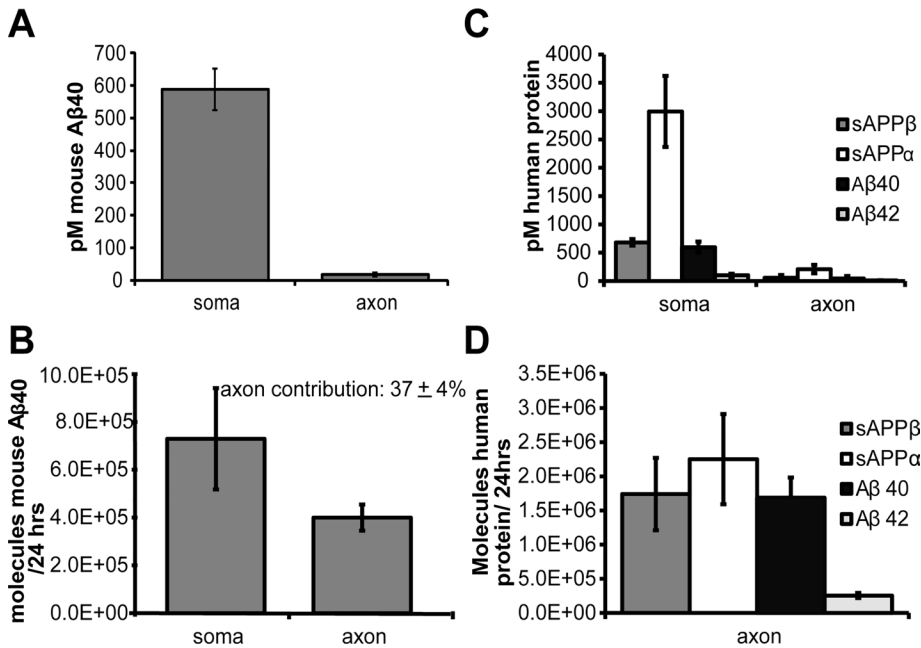 A
pM mouse Aβ40
700
600
500
400
300
200
100
0
soma
axon
C
pM human protein
4000
3500
3000
2500
2000
1500
1000
500
0
soma
axon
sAPPβ
sAPPα
Aβ40
Aβ42
B
molecules mouse Aβ40
/24 hrs
10.0E+05
8.0E+05
6.0E+05
4.0E+05
2.0E+05
0.0E+00
axon contribution: 37 ± 4%
soma
axon
D
Molecules human
protein/ 24hrs
3.5E+06
3.0E+06
2.5E+06
2.0E+06
1.5E+06
1.0E+06
5.0E+05
0.0E+00
axon
sAPPβ
sAPPα
Aβ 40
Aβ 42